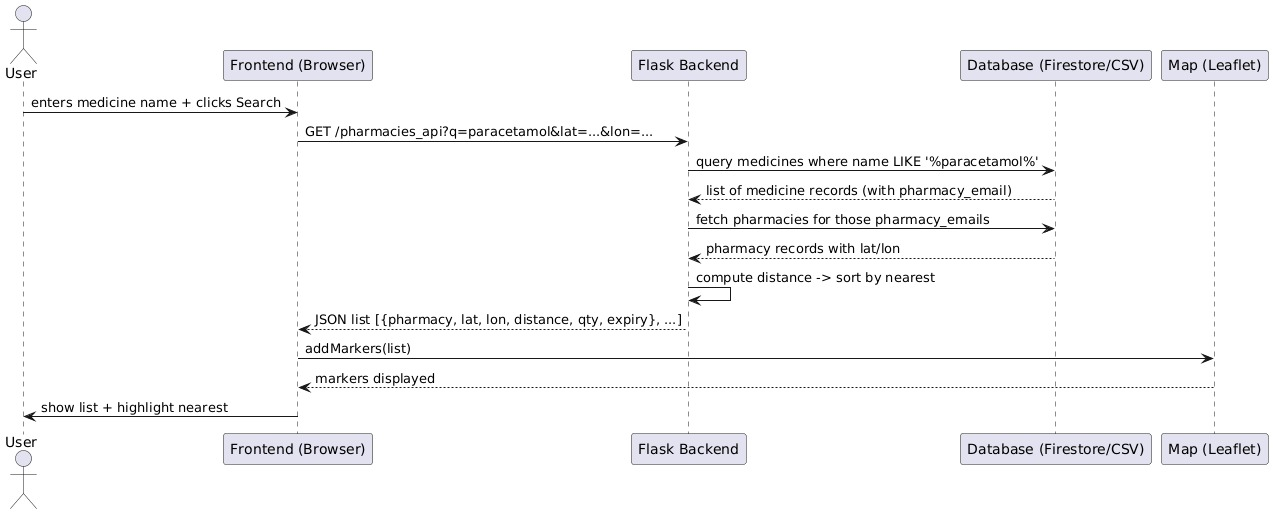 User
Frontend (Browser)
Flask Backend
Database (Firestore/CSV)
Map (Leaflet)
enters medicine name + clicks Search
GET /pharmacies_api?q=paracetamol&lat=...&lon=...
query medicines where name LIKE '%paracetamol%'
list of medicine records (with pharmacy_email)
fetch pharmacies for those pharmacy_emails
pharmacy records with lat/lon
compute distance -> sort by nearest
JSON list [{pharmacy, lat, lon, distance, qty, expiry}, ...]
addMarkers(list)
markers displayed
show list + highlight nearest
User
Frontend (Browser)
Flask Backend
Database (Firestore/CSV)
Map (Leaflet)